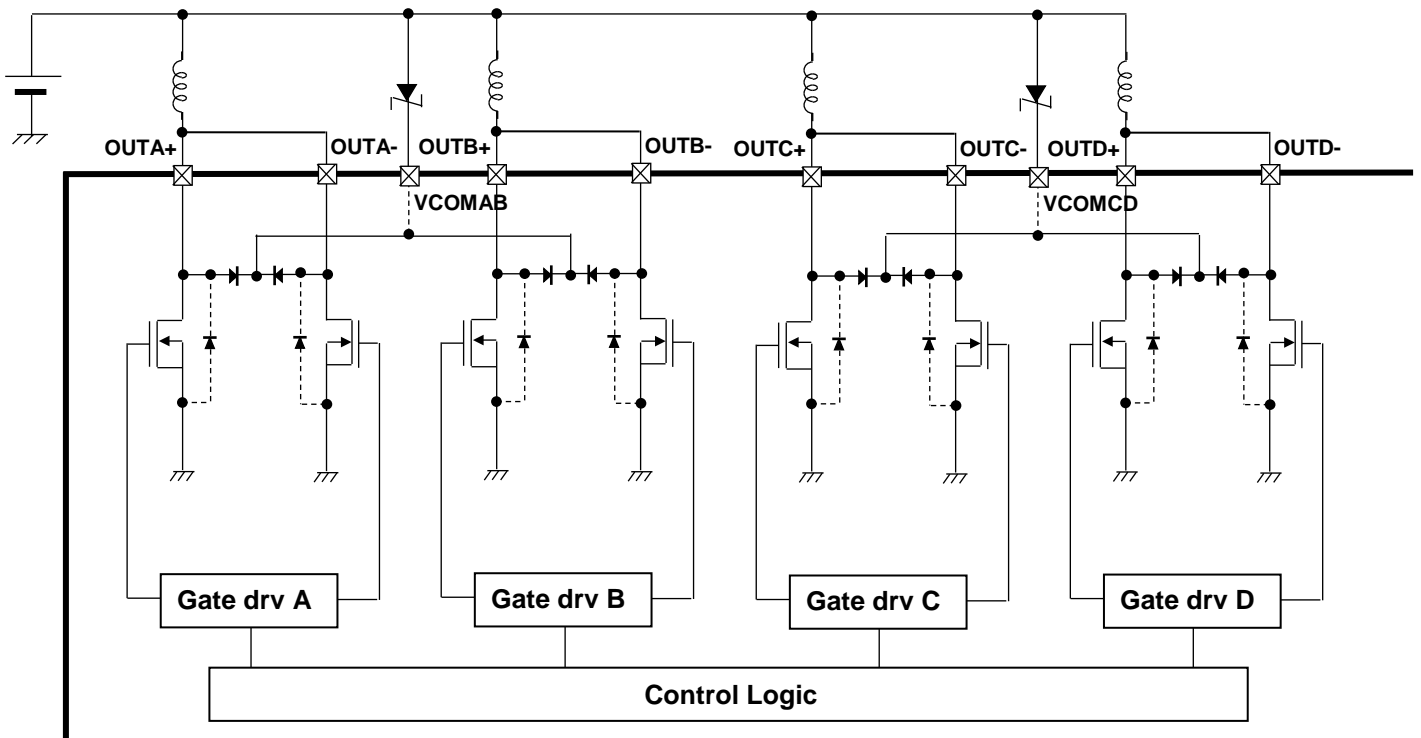 OUTA+
OUTA-
OUTB+
OUTB-
OUTC+
OUTC-
OUTD+
OUTD-
VCOMAB
VCOMCD
Gate drv A
Gate drv B
Gate drv C
Gate drv D
Control Logic